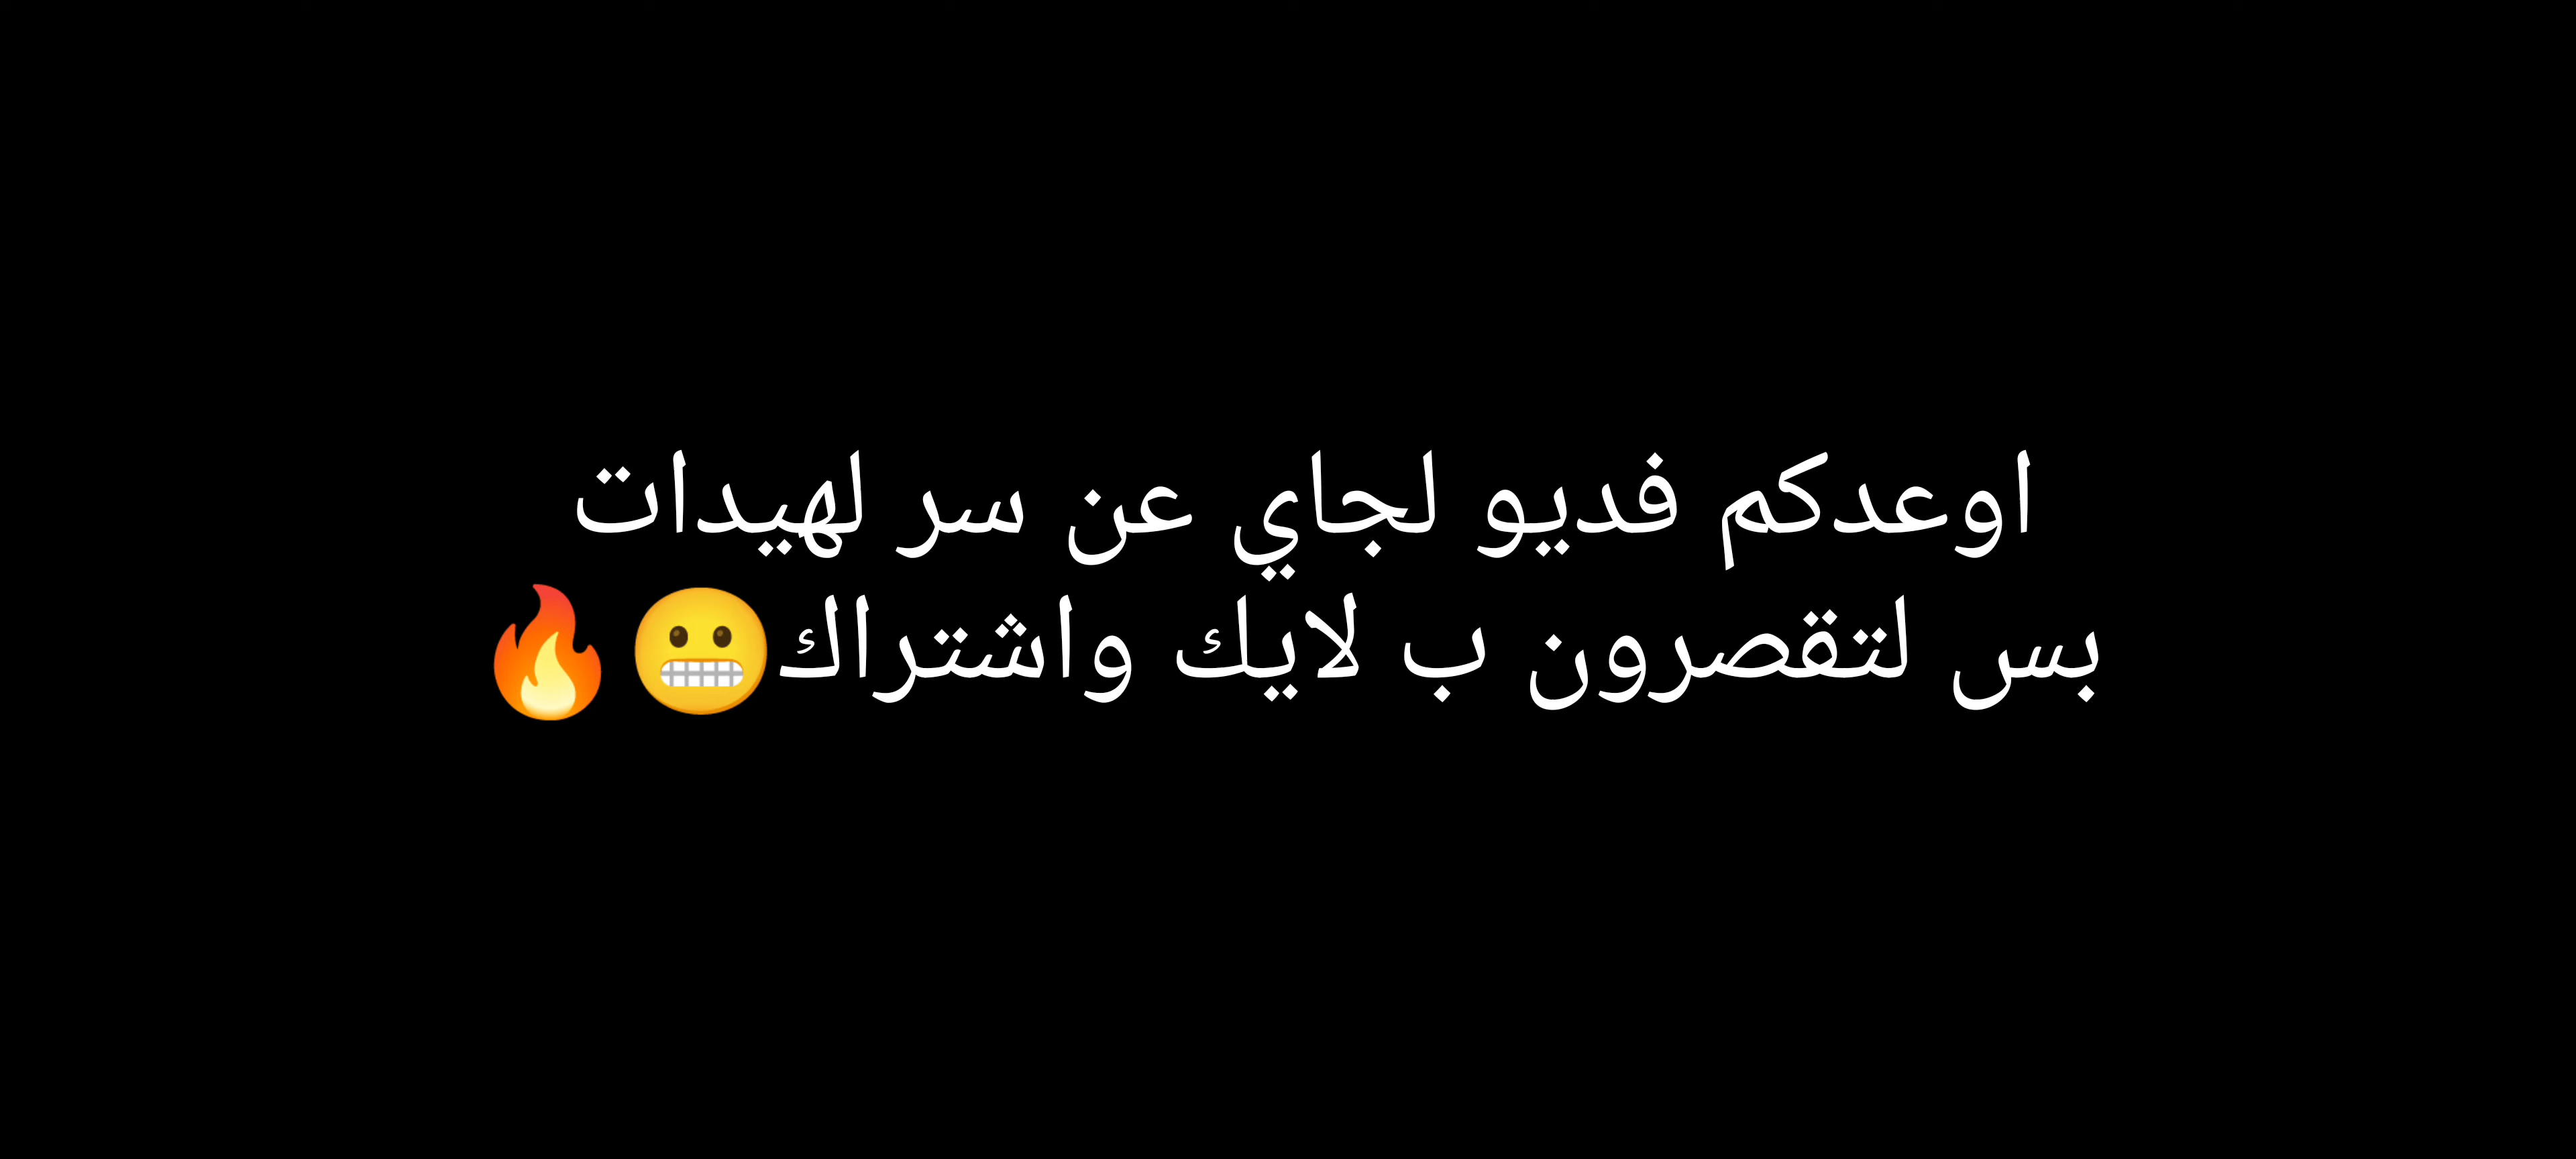 اوعدكم فديو لجاي عن سر لهيدات
بس لتقصرون ب لايك واشتراك😬🔥